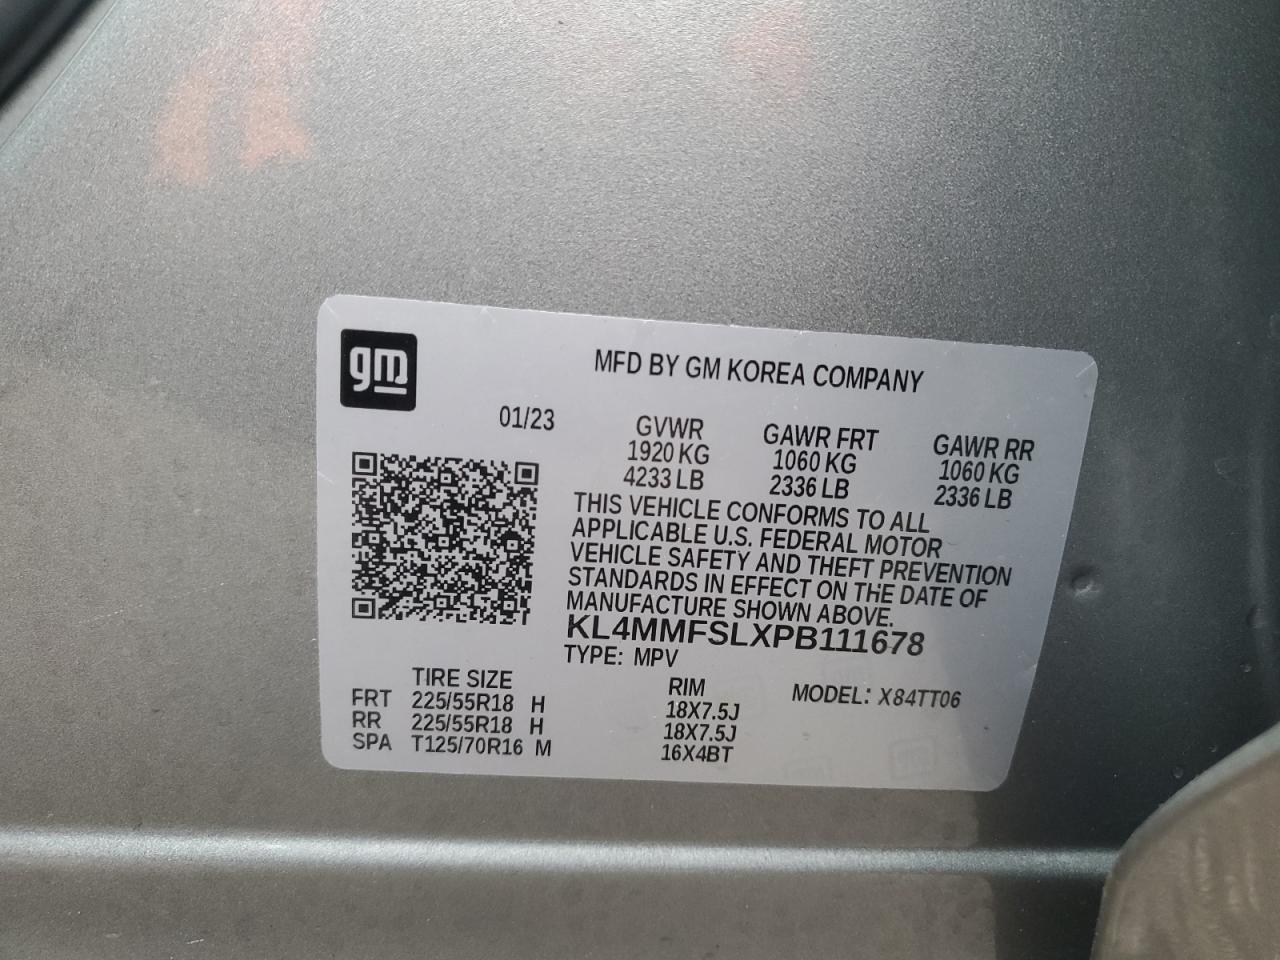 gm
MFD BY GM KOREA COMPANY
01/23
GVWR
1920 KG
4233 LB
GAWR FRT
1060 KG
2336 LB
GAWR RR
1060 KG
2336 LB
THIS VEHICLE CONFORMS TO ALL
APPLICABLE U.S. FEDERAL MOTOR
VEHICLE SAFETY AND THEFT PREVENTION
STANDARDS IN EFFECT ON THE DATE OF
MANUFACTURE SHOWN ABOVE.
KL4MMFSLXPB111678
TYPE: MPV
TIRE SIZE RIM MODEL: X84TT06
FRT 225/55R18 H 18X7.5J
RR 225/55R18 H 18X7.5J
SPA T125/70R16 M 16X4BT